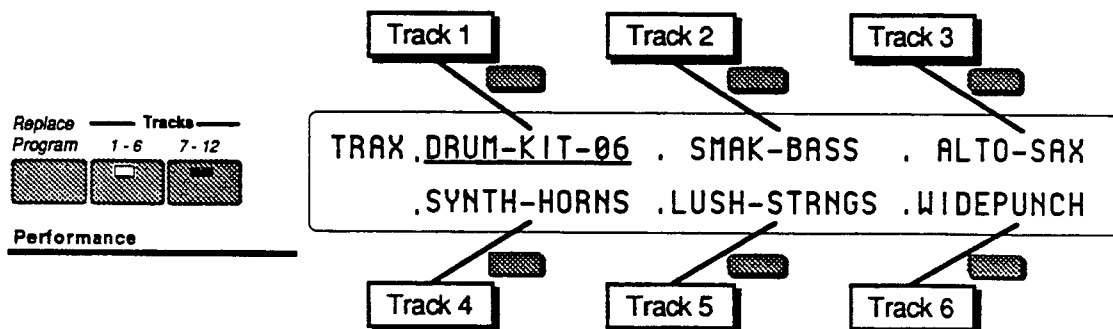 Track 1
Track 2
Track 3
Replace Program
Tracks
1 - 6
7 - 12
TRAX .DRUM-KIT-06 . SMAK-BASS . ALTO-SAX
.SYNTH-HORNS .LUSH-STRNGS .WIDEPUNCH
Performance
Track 4
Track 5
Track 6